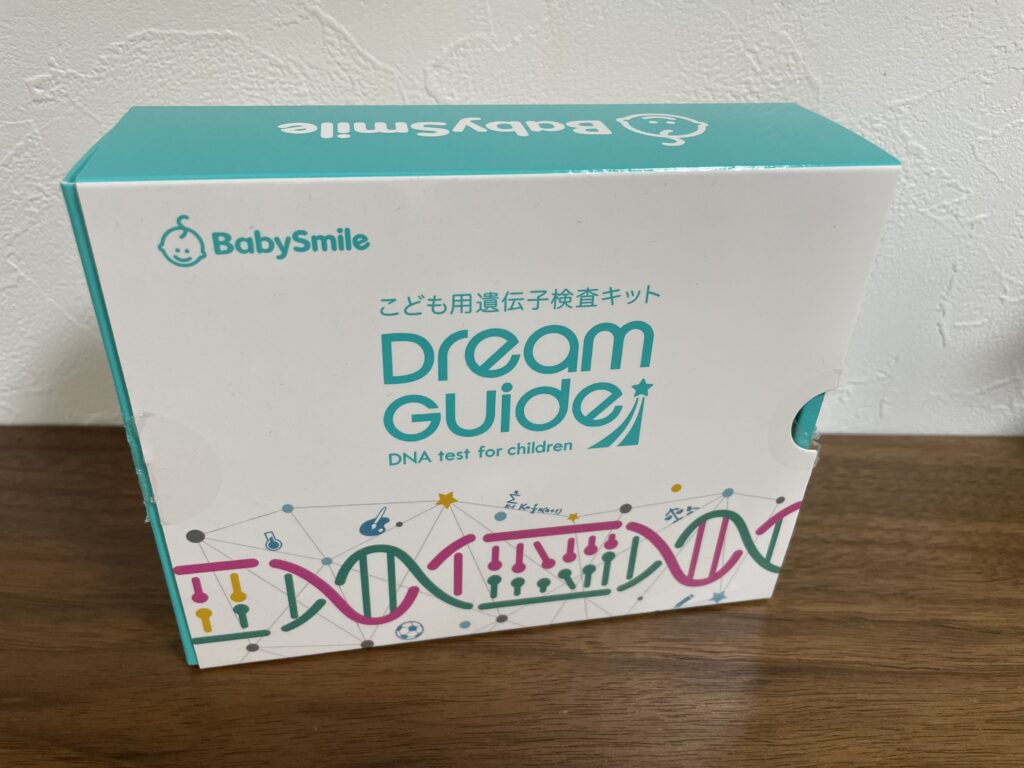 BabySmile
BabySmile
こども用遺伝子検査キット
Dream
Guide
DNA test for children